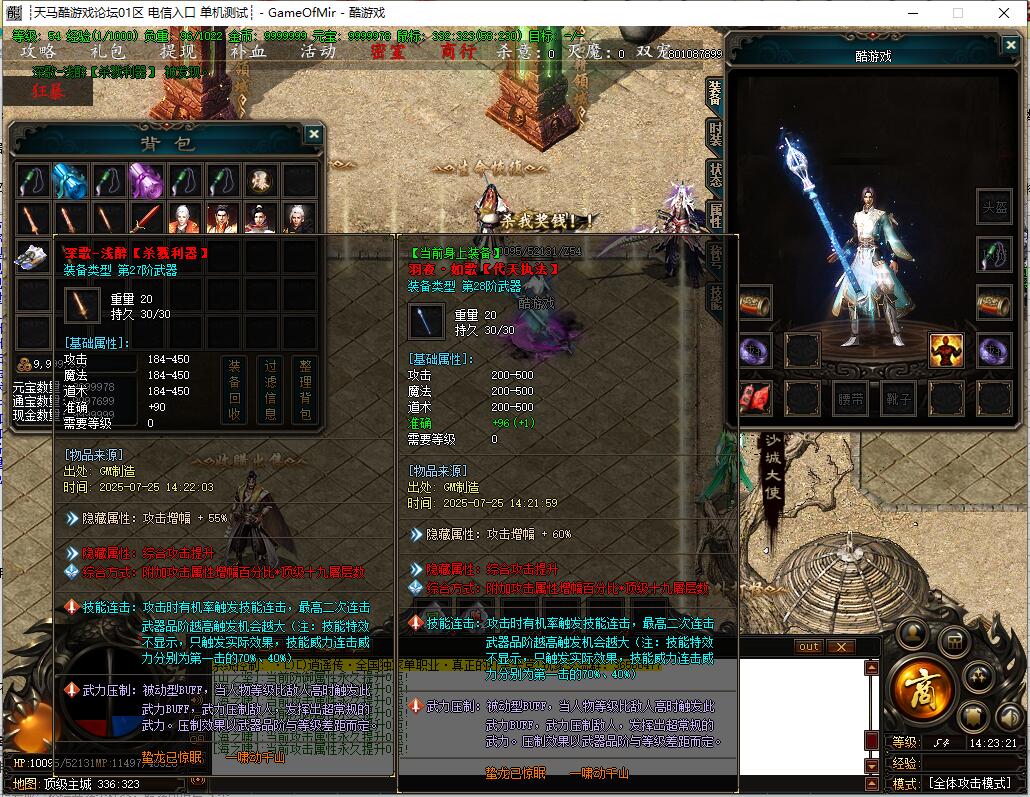 天马酷游戏论坛01区 电信入口 单机测试┊ - GameOfMir - 酷游戏
攻略 礼包 提现 补血 活动 密室 商行 杀意:0 灭魔:0 双宠
狂暴
酷游戏
背包
装备
时装
状态
属性
技能
头盔
腰带
靴子
杀我奖钱！！
深歌-浅醉【杀戮利器】
装备类型 第27阶武器
重量 20
持久 30/30
[基础属性]:
攻击 184-450
魔法 184-450
道术 184-450
准确 +90
需要等级 0
[物品来源]
出处: GM制造
时间: 2025-07-25 14:22:03
隐藏属性: 攻击增幅 + 55%
隐藏属性: 综合攻击提升
综合方式: 附加攻击属性增幅百分比*顶级十九屠层数
技能连击: 攻击时有机率触发技能连击，最高二次连击
武器品阶越高触发机会越大（注: 技能特效
不显示，只触发实际效果，技能威力连击威
力分别为第一击的70%、40%）
武力压制: 被动型BUFF，当人物等级比敌人高时触发此
武力BUFF，武力压制敌人，发挥出超常规的
武力。压制效果以武器品阶与等级差距而定。
蛰龙已惊眠 一啸动千山
【当前身上装备】
羽夜·如歌【代天执法】
装备类型 第28阶武器
酷游戏
重量 20
持久 30/30
[基础属性]:
攻击 200-500
魔法 200-500
道术 200-500
准确 +96(+1)
需要等级 0
[物品来源]
出处: GM制造
时间: 2025-07-25 14:21:59
隐藏属性: 攻击增幅 + 60%
隐藏属性: 综合攻击提升
综合方式: 附加攻击属性增幅百分比*顶级十九屠层数
技能连击: 攻击时有机率触发技能连击，最高二次连击
武器品阶越高触发机会越大（注: 技能特效
不显示，只触发实际效果，技能威力连击威
力分别为第一击的70%、40%）
武力压制: 被动型BUFF，当人物等级比敌人高时触发此
武力BUFF，武力压制敌人，发挥出超常规的
武力。压制效果以武器品阶与等级差距而定。
蛰龙已惊眠 一啸动千山
装备回收
过滤信息
整理背包
元宝数
通宝数
现金数
沙城大使
out X
商
等级: 54 14:23:21
经验:
模式: [全体攻击模式]
地图: 顶级主城 336:323